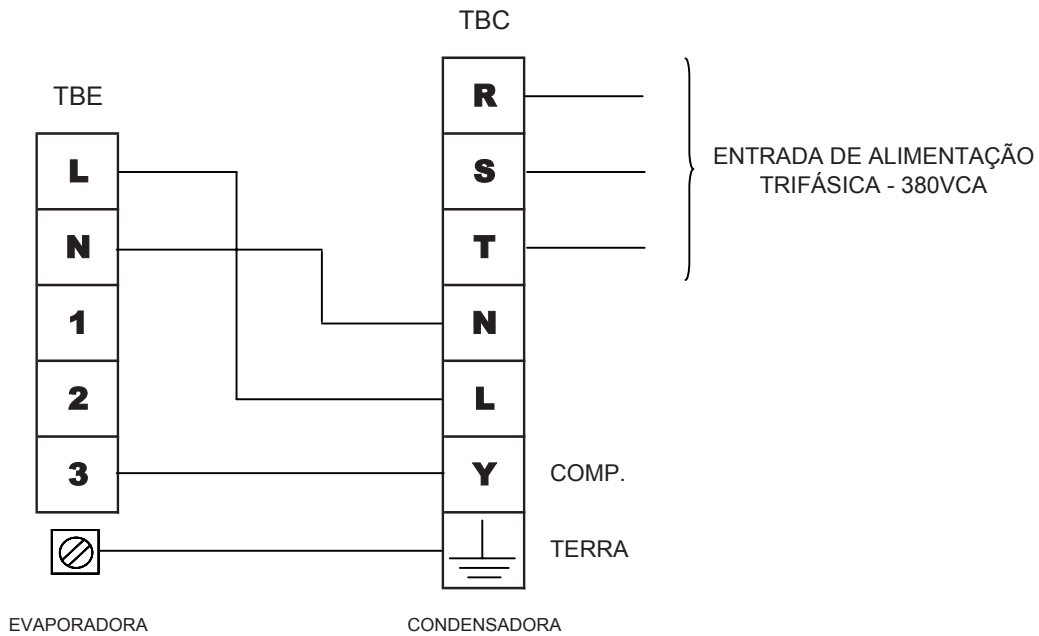 TBC
TBE
R
S
T
N
L
Y
L
N
1
2
3
ENTRADA DE ALIMENTAÇÃO
TRIFÁSICA - 380VCA
COMP.
TERRA
EVAPORADORA
CONDENSADORA